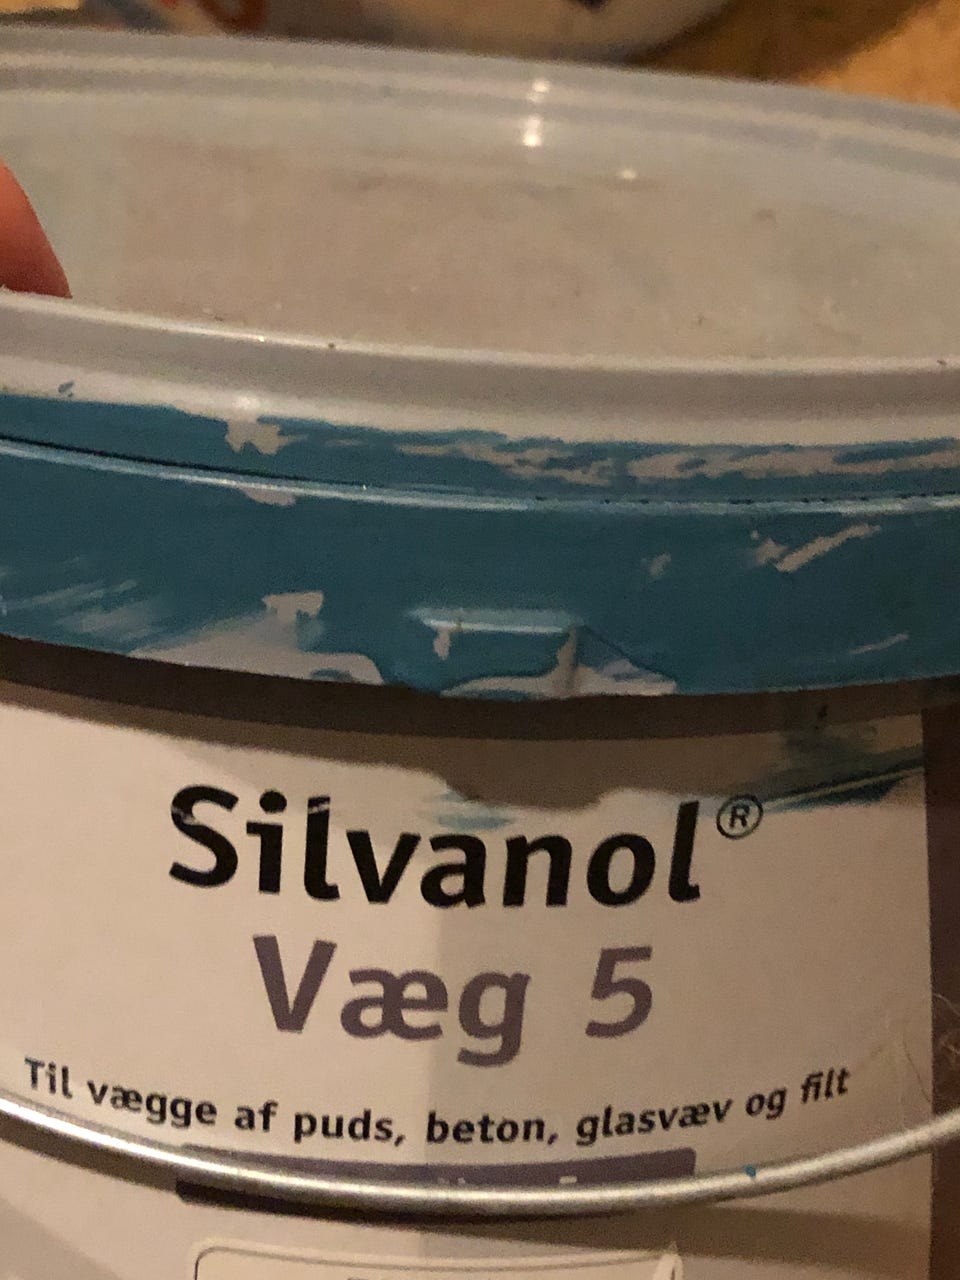 Silvanol®
Væg 5
Til vægge af puds, beton, glasvæv og filt